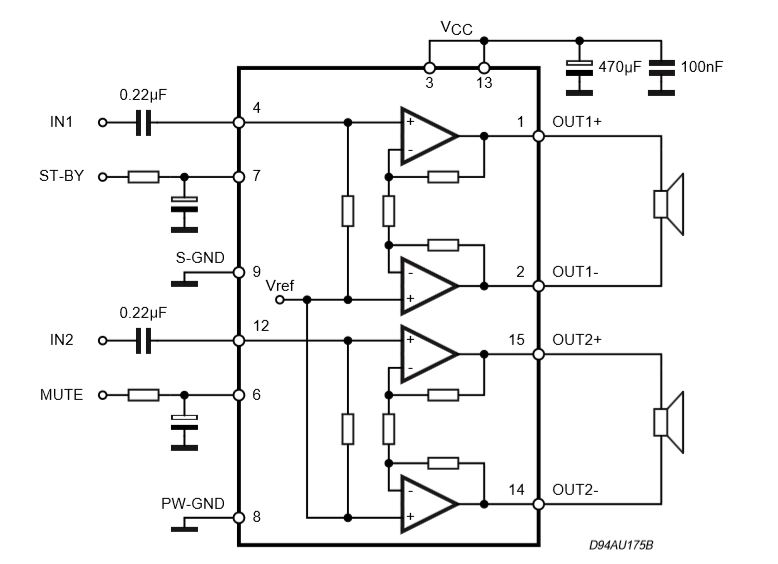 VCC
470µF
100nF
3
13
0.22µF
IN1
4
+
-
1
OUT1+
ST-BY
7
S-GND
9
Vref
-
+
2
OUT1-
0.22µF
IN2
12
+
-
15
OUT2+
MUTE
6
PW-GND
8
-
+
14
OUT2-
D94AU175B